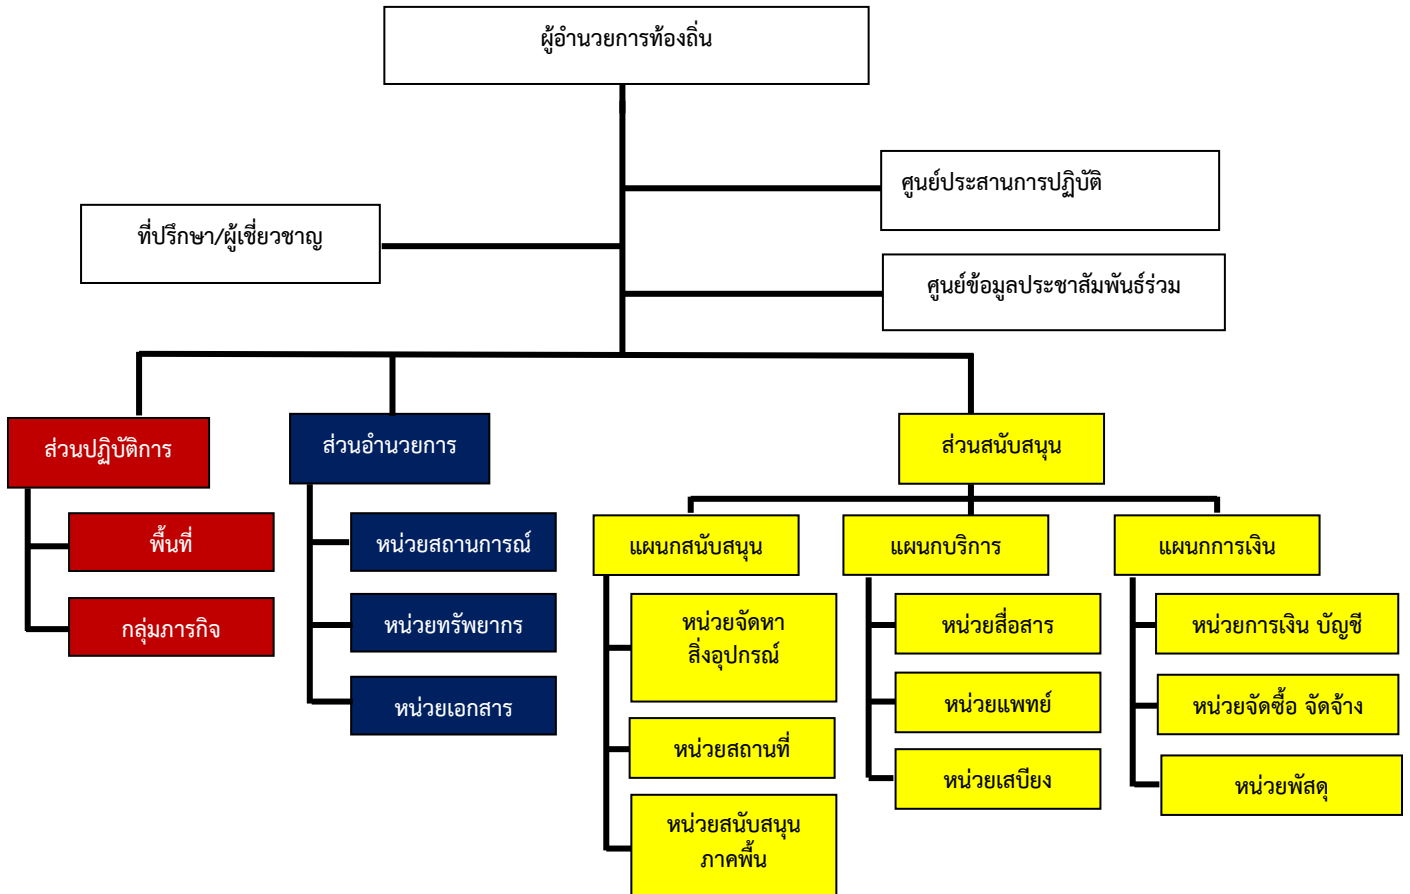 ผู้อำนวยการท้องถิ่น
ศูนย์ประสานการปฏิบัติ
ที่ปรึกษา/ผู้เชี่ยวชาญ
ศูนย์ข้อมูลประชาสัมพันธ์ร่วม
ส่วนปฏิบัติการ
พื้นที่
กลุ่มภารกิจ
ส่วนอำนวยการ
หน่วยสถานการณ์
หน่วยทรัพยากร
หน่วยเอกสาร
ส่วนสนับสนุน
แผนกสนับสนุน
หน่วยจัดหา
สิ่งอุปกรณ์
หน่วยสถานที่
หน่วยสนับสนุน
ภาคพื้น
แผนกบริการ
หน่วยสื่อสาร
หน่วยแพทย์
หน่วยเสบียง
แผนกการเงิน
หน่วยการเงิน บัญชี
หน่วยจัดซื้อ จัดจ้าง
หน่วยพัสดุ